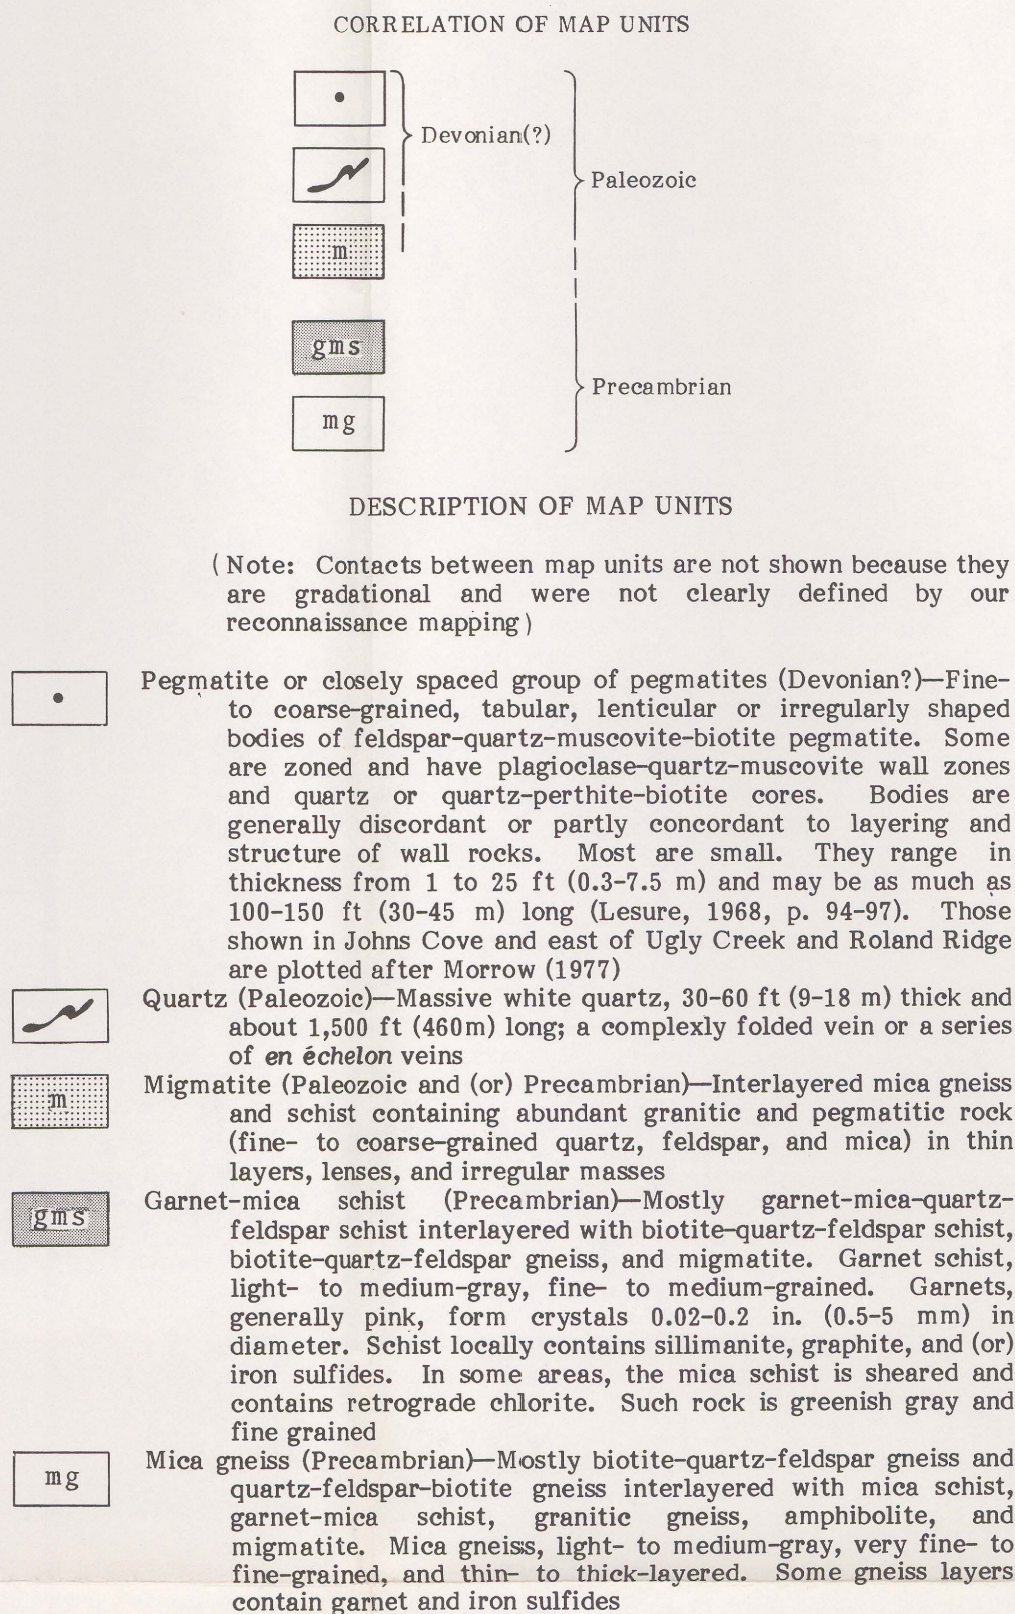 CORRELATION OF MAP UNITS
Devonian(?)
Paleozoic
m
gms
Precambrian
mg
DESCRIPTION OF MAP UNITS
(Note: Contacts between map units are not shown because they
are gradational and were not clearly defined by our
reconnaissance mapping)
Pegmatite or closely spaced group of pegmatites (Devonian?)—Fine-
to coarse-grained, tabular, lenticular or irregularly shaped
bodies of feldspar-quartz-muscovite-biotite pegmatite. Some
are zoned and have plagioclase-quartz-muscovite wall zones
and quartz or quartz-perthite-biotite cores. Bodies are
generally discordant or partly concordant to layering and
structure of wall rocks. Most are small. They range in
thickness from 1 to 25 ft (0.3-7.5 m) and may be as much as
100-150 ft (30-45 m) long (Lesure, 1968, p. 94-97). Those
shown in Johns Cove and east of Ugly Creek and Roland Ridge
are plotted after Morrow (1977)
Quartz (Paleozoic)—Massive white quartz, 30-60 ft (9-18 m) thick and
about 1,500 ft (460m) long; a complexly folded vein or a series
of en échelon veins
m
Migmatite (Paleozoic and (or) Precambrian)—Interlayered mica gneiss
and schist containing abundant granitic and pegmatitic rock
(fine- to coarse-grained quartz, feldspar, and mica) in thin
layers, lenses, and irregular masses
gms
Garnet-mica schist (Precambrian)—Mostly garnet-mica-quartz-
feldspar schist interlayered with biotite-quartz-feldspar schist,
biotite-quartz-feldspar gneiss, and migmatite. Garnet schist,
light- to medium-gray, fine- to medium-grained. Garnets,
generally pink, form crystals 0.02-0.2 in. (0.5-5 mm) in
diameter. Schist locally contains sillimanite, graphite, and (or)
iron sulfides. In some areas, the mica schist is sheared and
contains retrograde chlorite. Such rock is greenish gray and
fine grained
mg
Mica gneiss (Precambrian)—Mostly biotite-quartz-feldspar gneiss and
quartz-feldspar-biotite gneiss interlayered with mica schist,
garnet-mica schist, granitic gneiss, amphibolite, and
migmatite. Mica gneiss, light- to medium-gray, very fine- to
fine-grained, and thin- to thick-layered. Some gneiss layers
contain garnet and iron sulfides